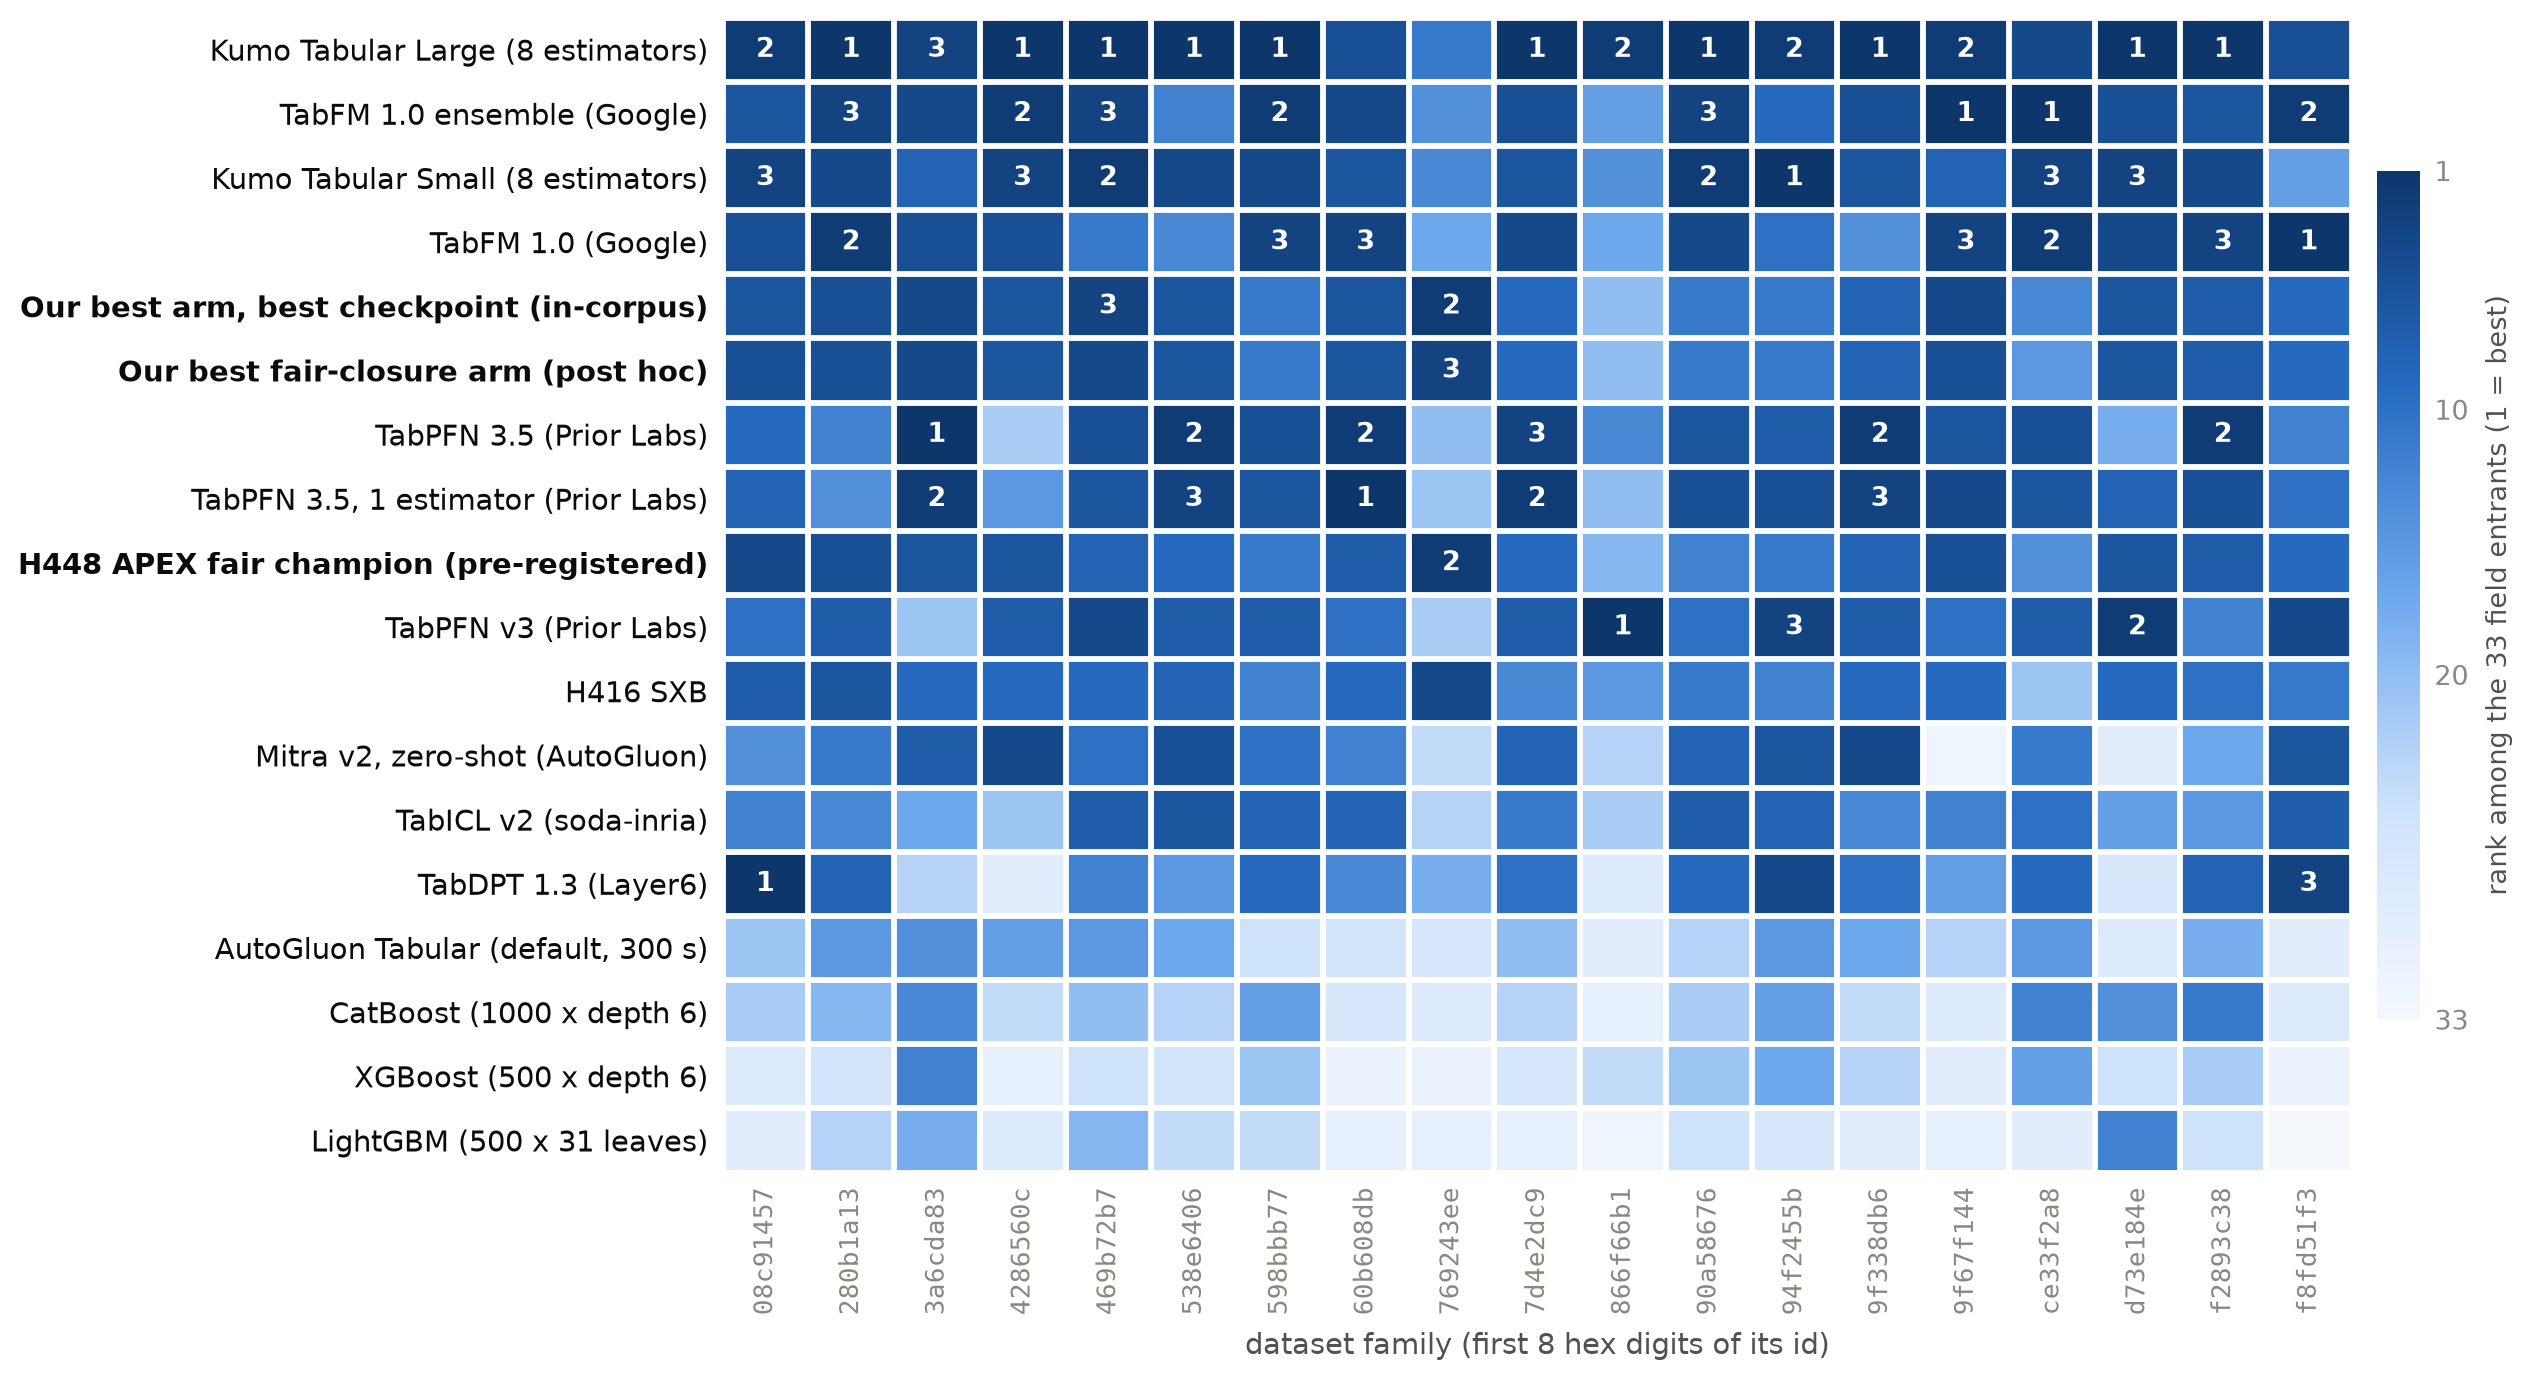 Kumo Tabular Large (8 estimators) 2 1 3 1 1 1 1 1 2 1 2 1 2 1 1
TabFM 1.0 ensemble (Google) 3 2 3 2 3 1 1 2
Kumo Tabular Small (8 estimators) 3 3 2 2 1 3 3
TabFM 1.0 (Google) 2 3 3 3 2 3 1
Our best arm, best checkpoint (in-corpus) 3 2
Our best fair-closure arm (post hoc) 3
TabPFN 3.5 (Prior Labs) 1 2 2 3 2 2
TabPFN 3.5, 1 estimator (Prior Labs) 2 3 1 2 3
H448 APEX fair champion (pre-registered) 2
TabPFN v3 (Prior Labs) 1 3 2
H416 SXB
Mitra v2, zero-shot (AutoGluon)
TabICL v2 (soda-inria)
TabDPT 1.3 (Layer6) 1 3
AutoGluon Tabular (default, 300 s)
CatBoost (1000 x depth 6)
XGBoost (500 x depth 6)
LightGBM (500 x 31 leaves)
08c91457
280b1a13
3a6cda83
4286560c
469b72b7
538e6406
598bbb77
60b608db
769243ee
7d4e2dc9
866f66b1
90a58676
94f2455b
9f338db6
9f67f144
ce33f2a8
d73e184e
f2893c38
f8fd51f3
dataset family (first 8 hex digits of its id)
1
10
20
33
rank among the 33 field entrants (1 = best)